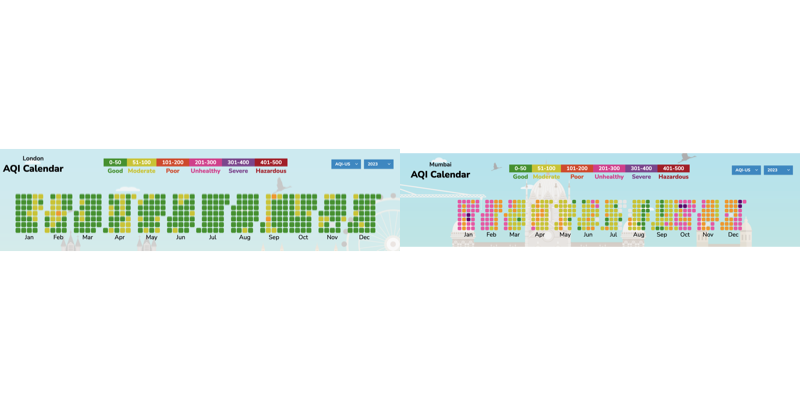 London
AQI Calendar
0-50 51-100 101-200 201-300 301-400 401-500
Good Moderate Poor Unhealthy Severe Hazardous
AQI-US 2023
Jan Feb Mar Apr May Jun Jul Aug Sep Oct Nov Dec
Mumbai
AQI Calendar
0-50 51-100 101-200 201-300 301-400 401-500
Good Moderate Poor Unhealthy Severe Hazardous
AQI-US 2023
Jan Feb Mar Apr May Jun Jul Aug Sep Oct Nov Dec